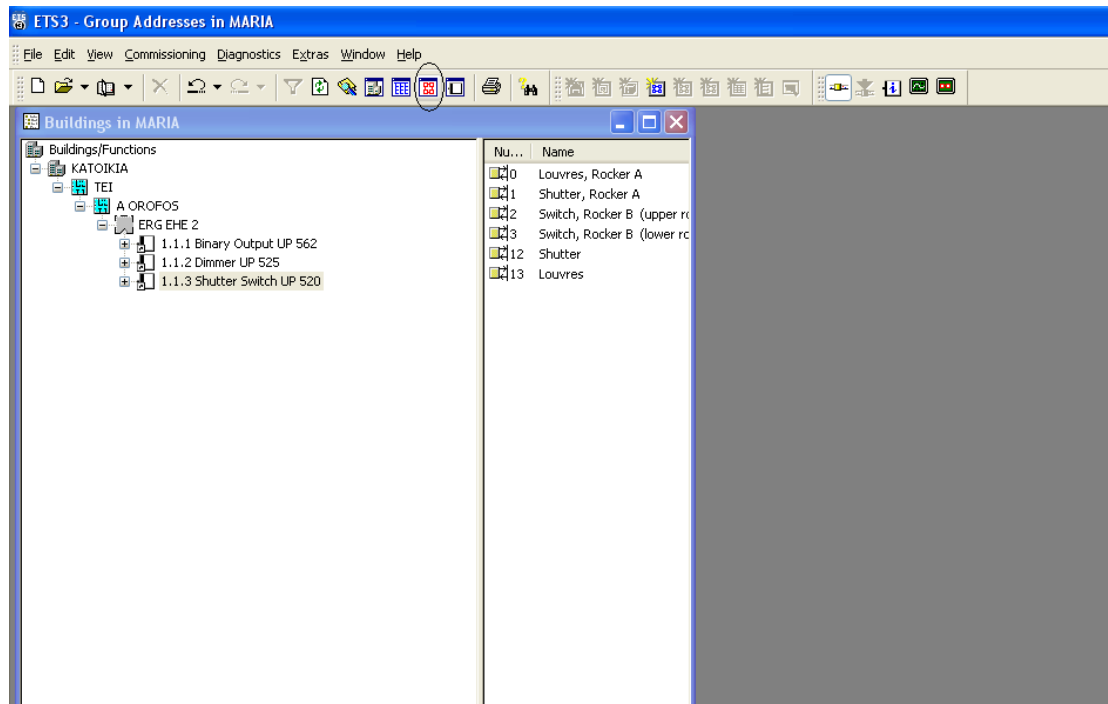 ETS3 - Group Addresses in MARIA
File Edit View Commissioning Diagnostics Extras Window Help
Buildings in MARIA
Buildings/Functions
KATOIKIA
TEI
A OROFOS
ERG EHE 2
1.1.1 Binary Output UP 562
1.1.2 Dimmer UP 525
1.1.3 Shutter Switch UP 520
Nu... Name
0 Louvres, Rocker A
1 Shutter, Rocker A
2 Switch, Rocker B (upper ro
3 Switch, Rocker B (lower rc
12 Shutter
13 Louvres